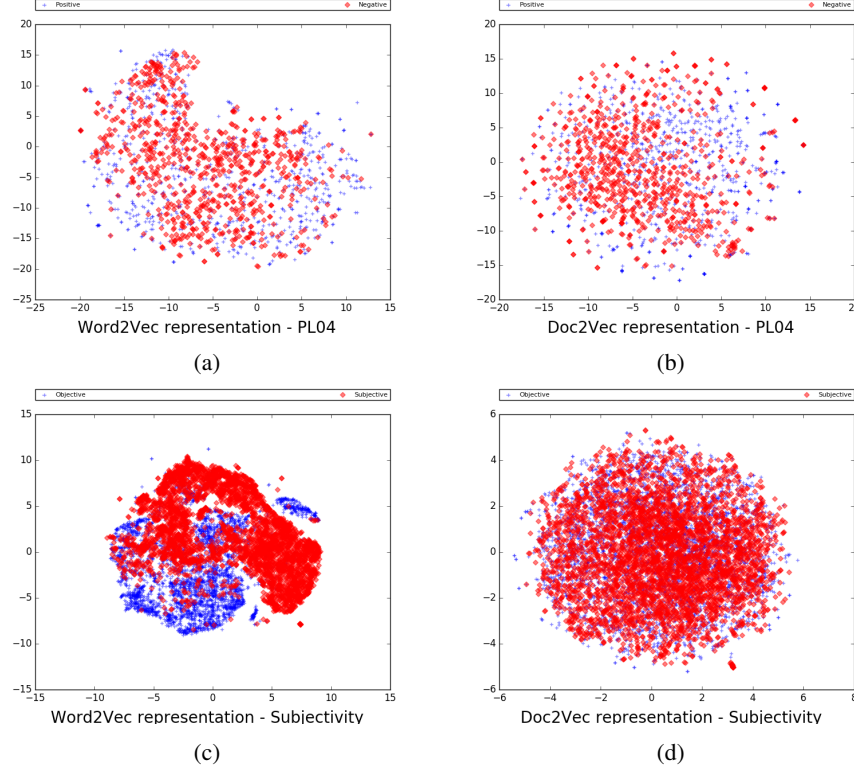 Positive Negative
Positive Negative
20
15
10
5
0
−5
−10
−15
−20
−25
−25 −20 −15 −10 −5 0 5 10 15
Word2Vec representation - PL04
(a)
20
15
10
5
0
−5
−10
−15
−20
−20 −15 −10 −5 0 5 10 15 20
Doc2Vec representation - PL04
(b)
Objective Subjective
Objective Subjective
15
10
5
0
−5
−10
−15
−15 −10 −5 0 5 10 15
Word2Vec representation - Subjectivity
(c)
6
4
2
0
−2
−4
−6
−6 −4 −2 0 2 4 6 8
Doc2Vec representation - Subjectivity
(d)